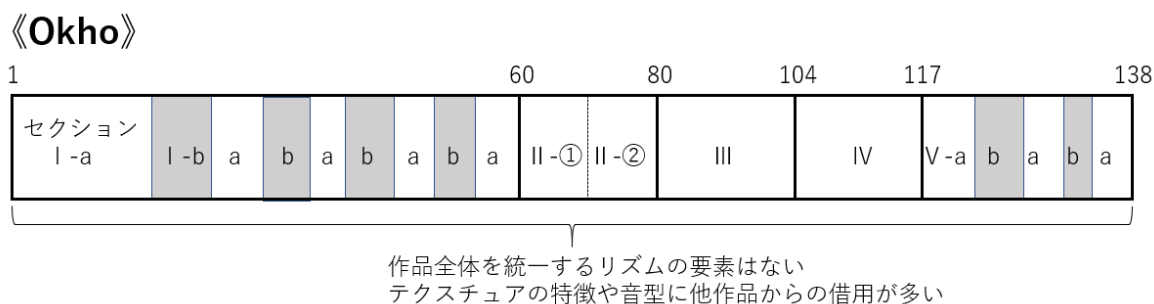 《Okho》
1 60 80 104 117 138
セクション
Ⅰ-a Ⅰ-b a b a b a b a Ⅱ-① Ⅱ-② Ⅲ Ⅳ Ⅴ-a b a b a
作品全体を統一するリズムの要素はない
テクスチュアの特徴や音型に他作品からの借用が多い